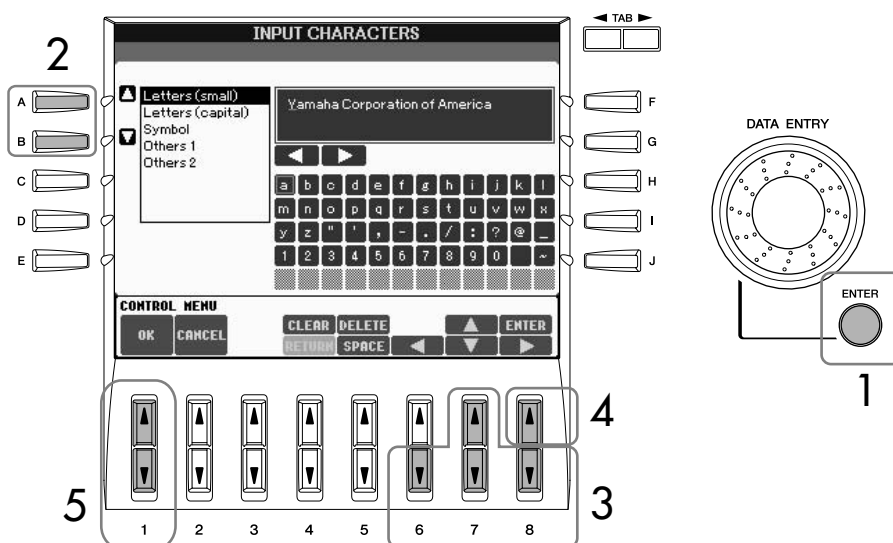 INPUT CHARACTERS
◄ TAB ►
2
A
B
C
D
E
Letters (small)
Letters (capital)
Symbol
Others 1
Others 2
Yamaha Corporation of America
a b c d e f g h i j k l
m n o p q r s t u v w x
y z " ' , - . / : ? @ _
1 2 3 4 5 6 7 8 9 0 ~
F
G
H
I
J
DATA ENTRY
ENTER
1
CONTROL MENU
OK CANCEL CLEAR DELETE ▲ ENTER
RETURN SPACE ◄ ▼ ►
4
5
3
1 2 3 4 5 6 7 8